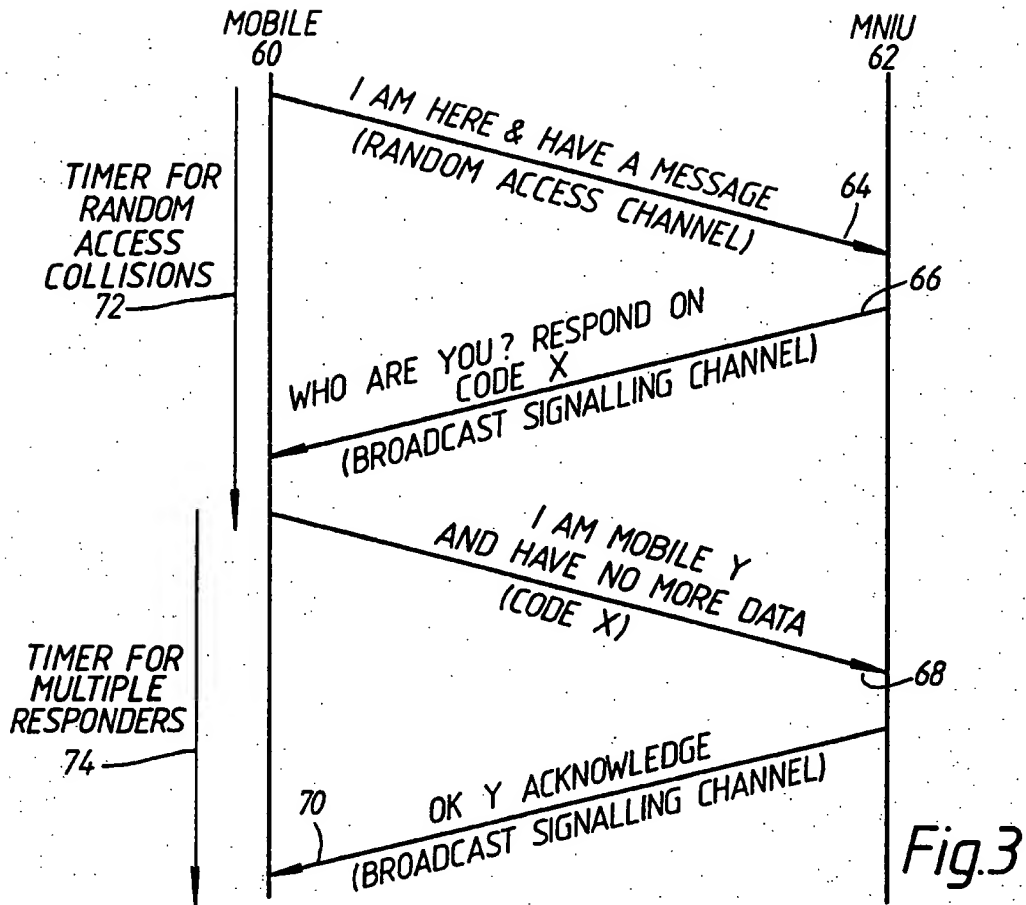 MOBILE
60
MNIU
62
I AM HERE & HAVE A MESSAGE
(RANDOM ACCESS CHANNEL)
64
TIMER FOR
RANDOM
ACCESS
COLLISIONS
72
66
WHO ARE YOU? RESPOND ON
CODE X
(BROADCAST SIGNALLING CHANNEL)
I AM MOBILE Y
AND HAVE NO MORE DATA
(CODE X)
68
TIMER FOR
MULTIPLE
RESPONDERS
74
70
OK Y ACKNOWLEDGE
(BROADCAST SIGNALLING CHANNEL)
Fig.3